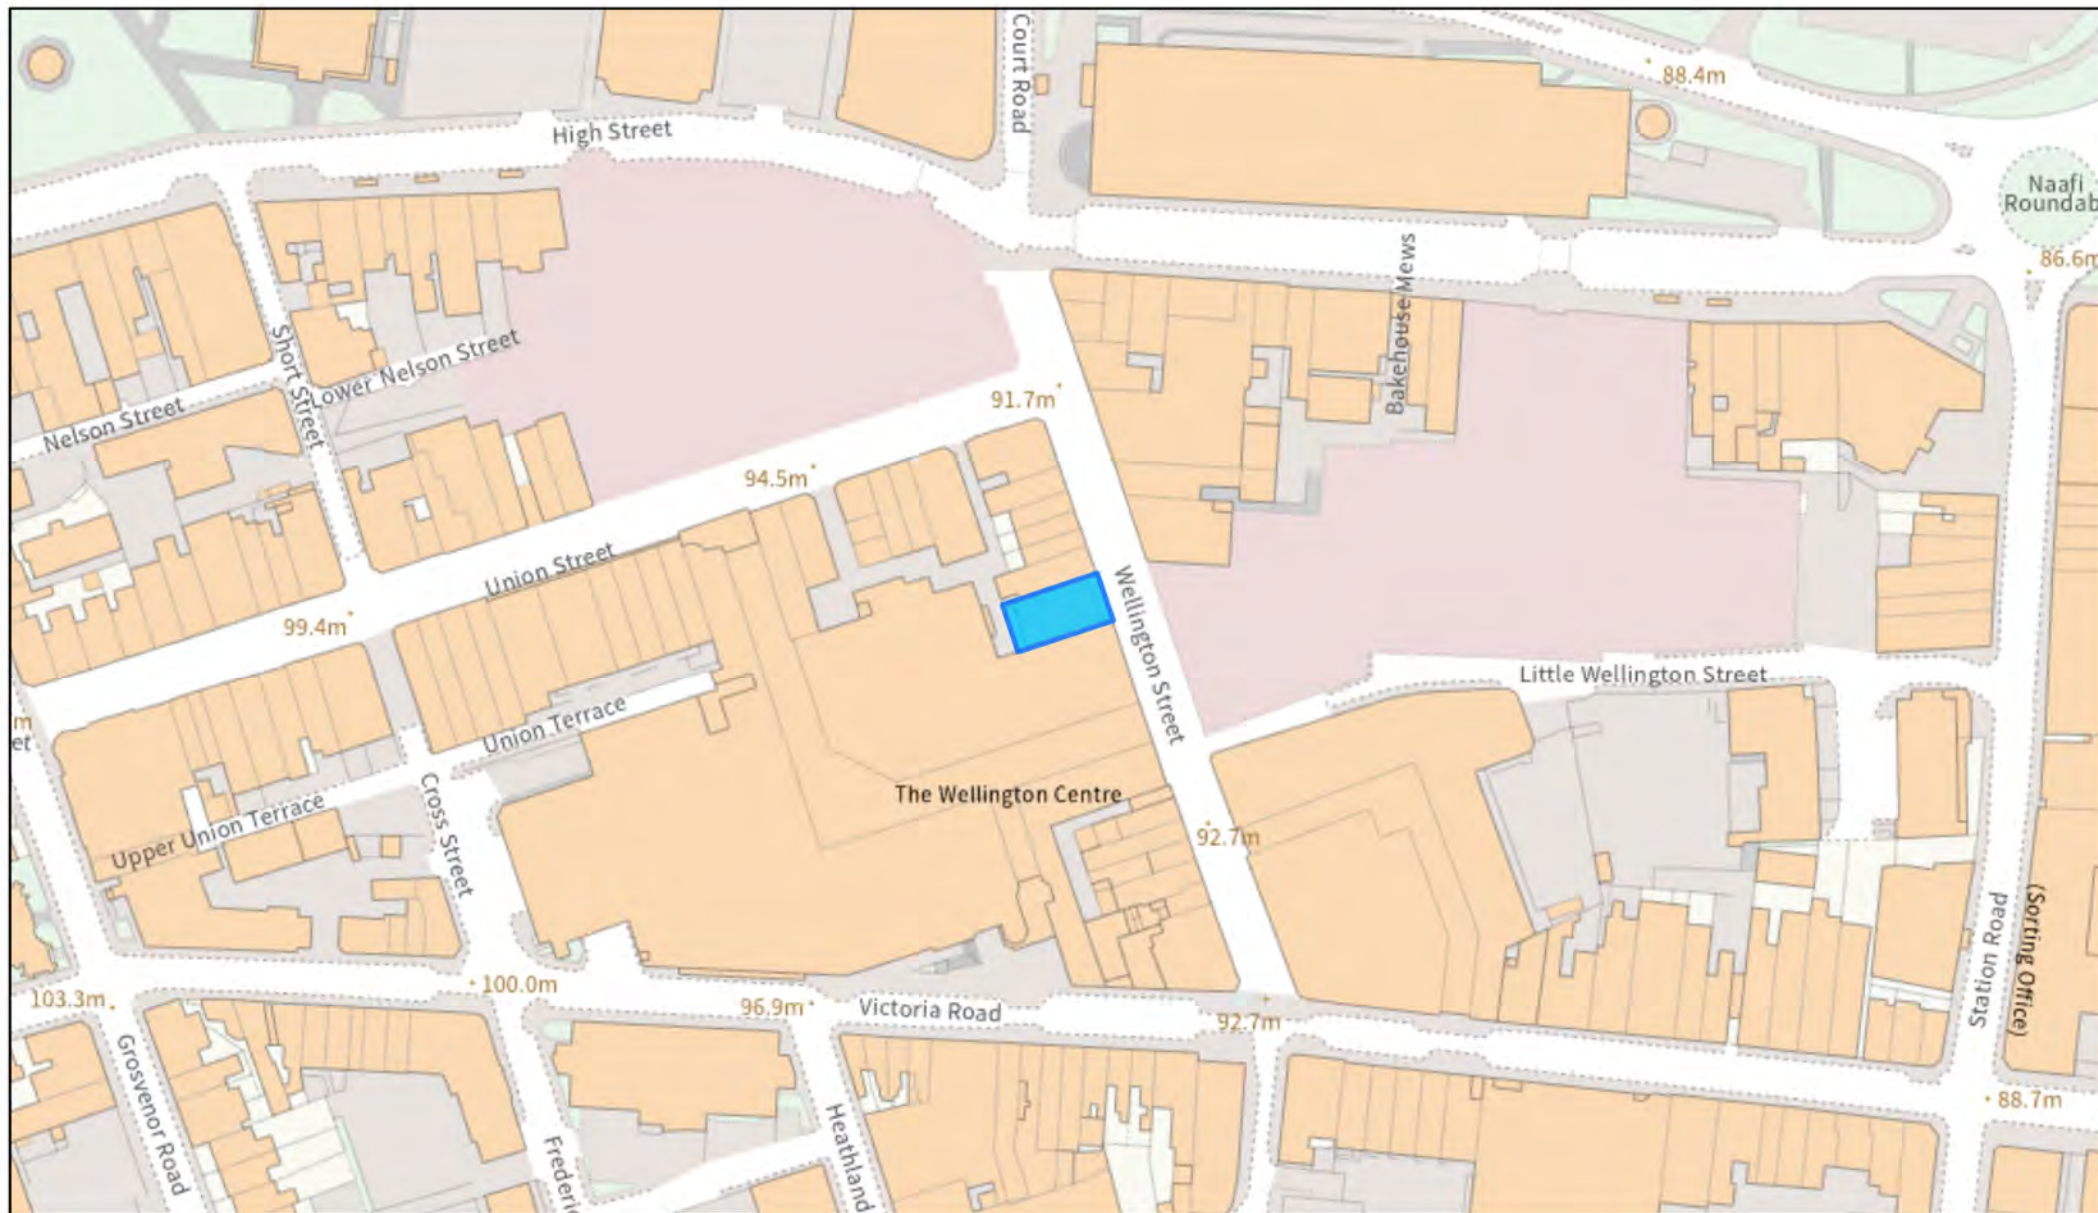 Court Road
88.4m
High Street
Naafi
Roundab
86.6m
Bakehouse Mews
Short Street
Lower Nelson Street
Nelson Street
91.7m
94.5m
Union Street
99.4m
Wellington Street
Little Wellington Street
m
et
Union Terrace
Cross Street
The Wellington Centre
Upper Union Terrace
92.7m
(Sorting Office)
Station Road
100.0m
103.3m
96.9m
Victoria Road
92.7m
88.7m
Grosvenor Road
Frederic
Heathland